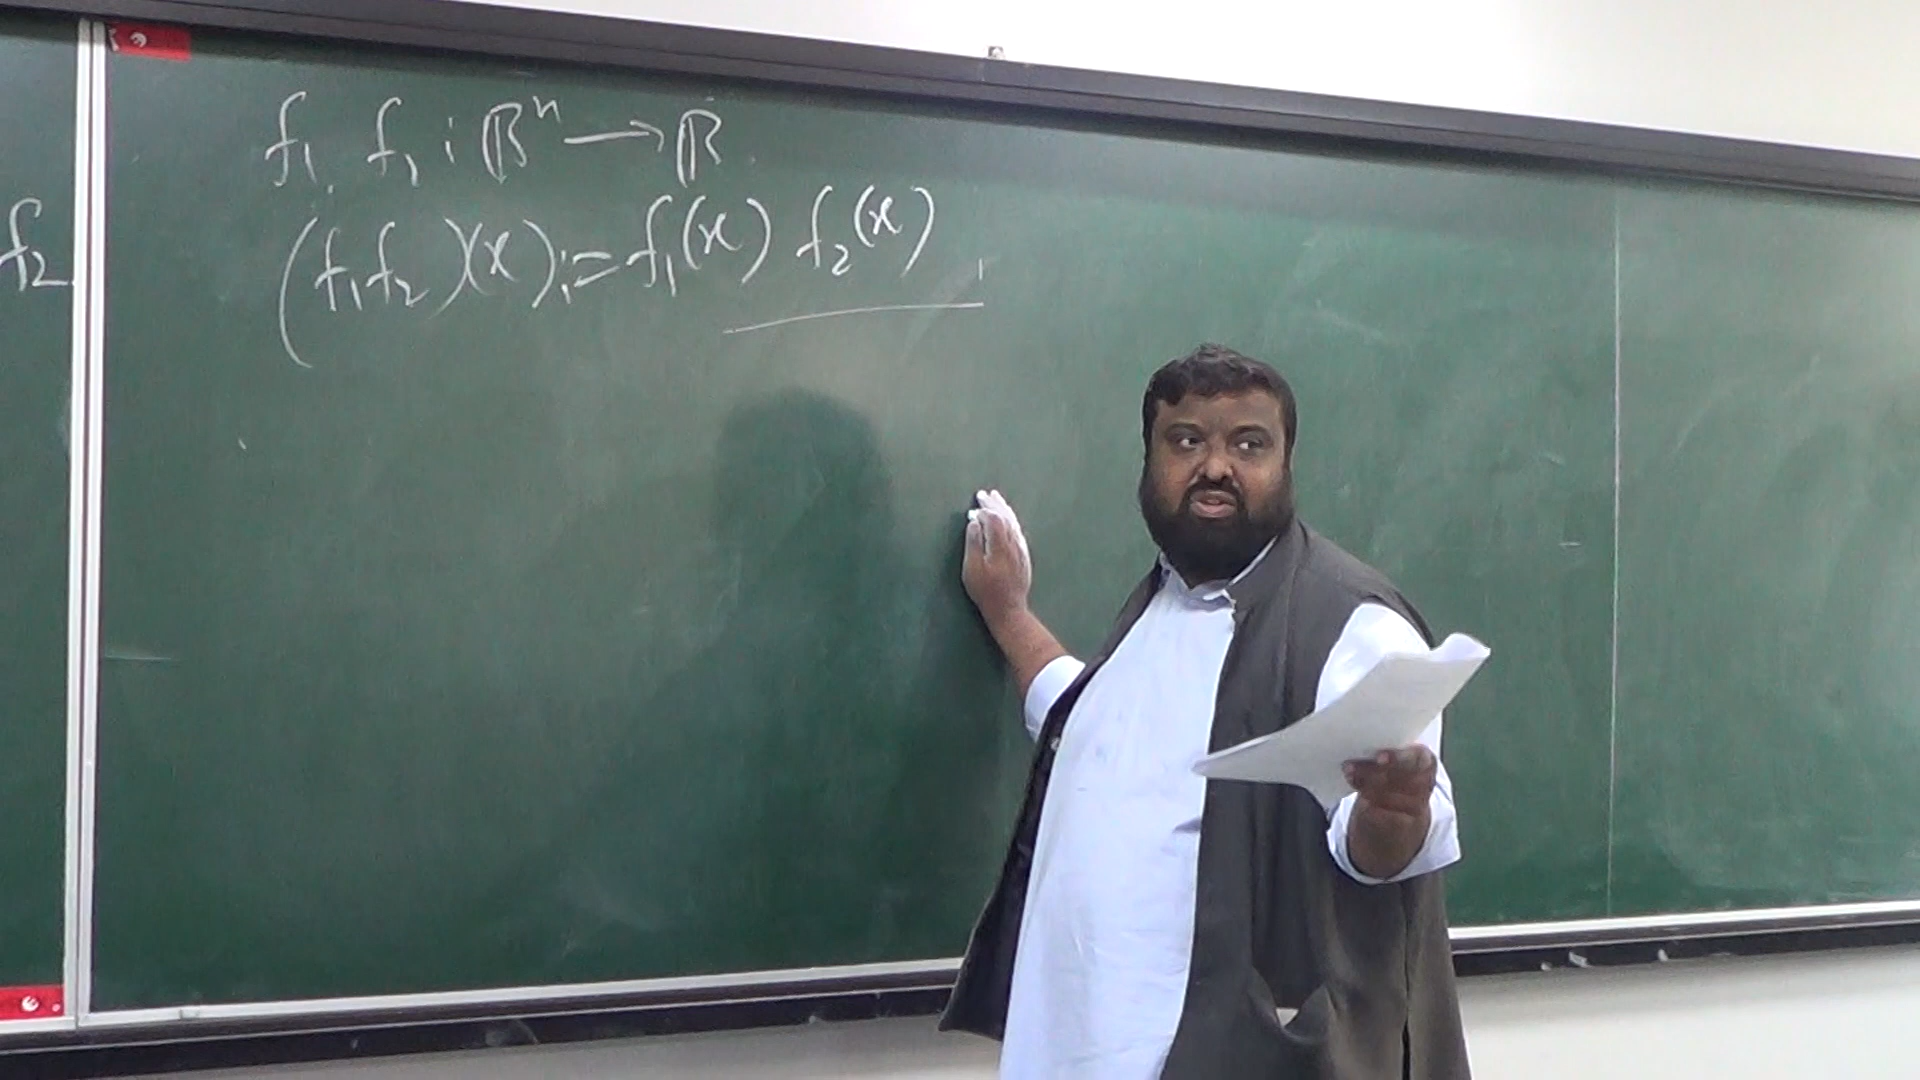 f₂
f₁, f₁ : ℝⁿ ⟶ ℝ.
(f₁f₂)(x) := f₁(x) f₂(x).